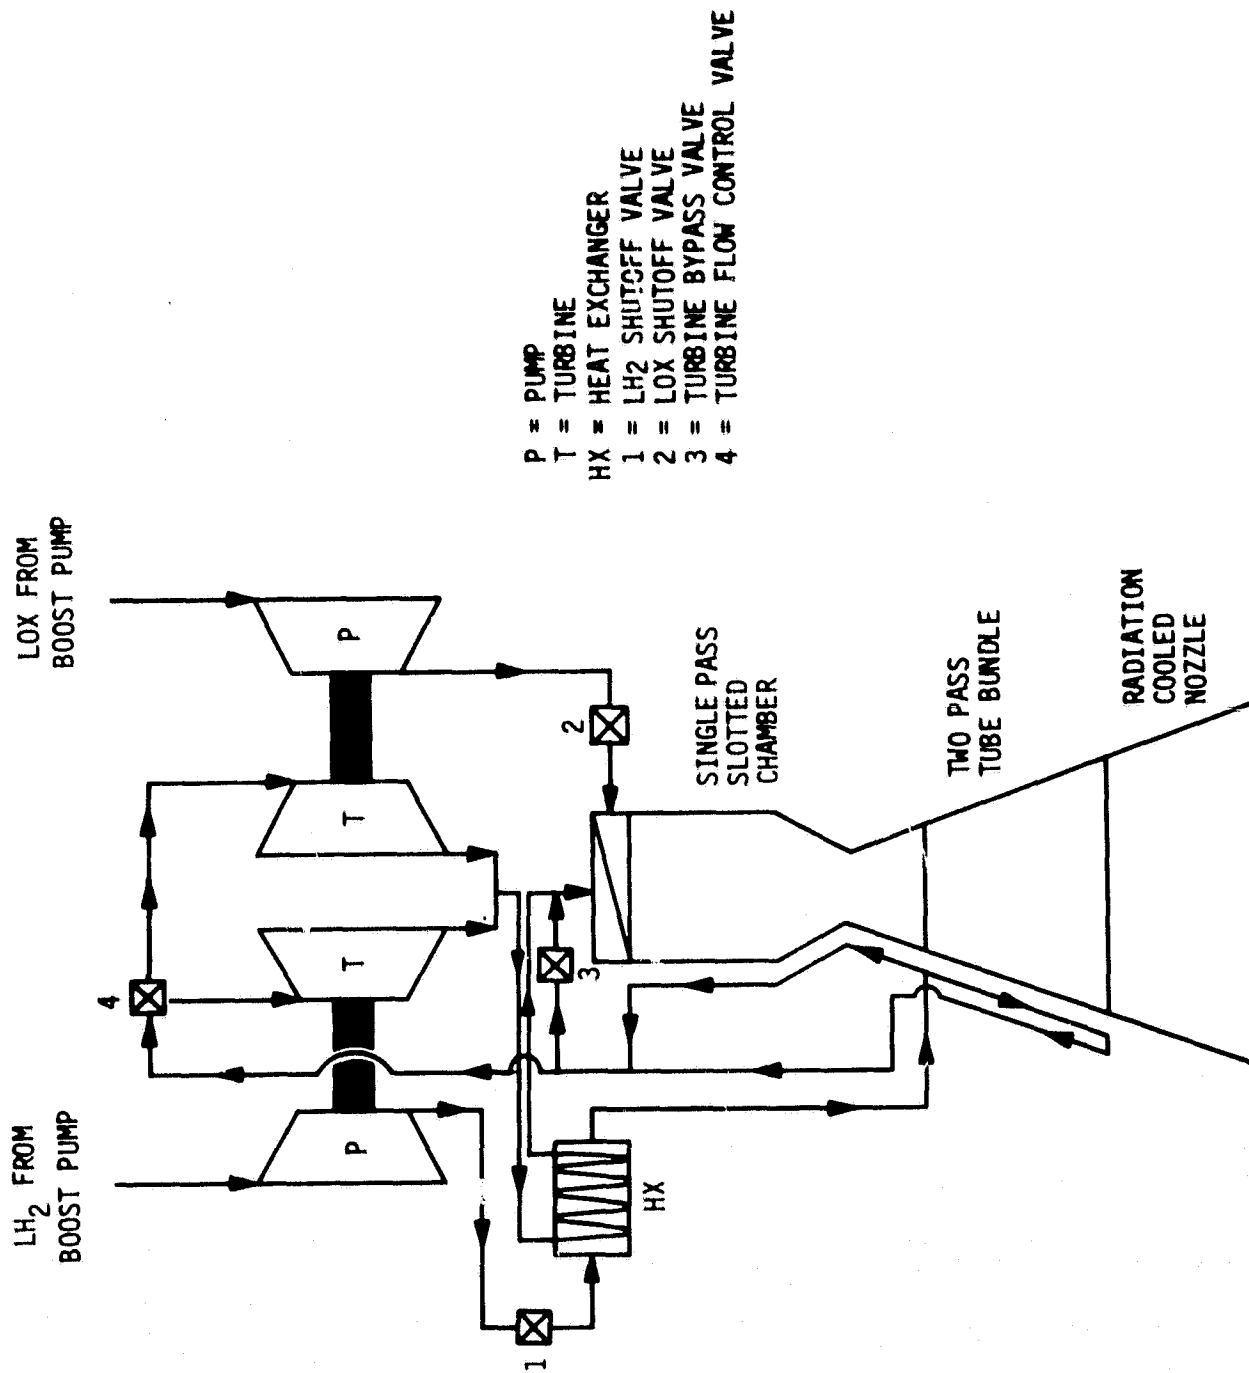 LH2 FROM
BOOST PUMP
LOX FROM
BOOST PUMP
4
P
T
T
P
1
HX
3
2
SINGLE PASS
SLOTTED
CHAMBER
TWO PASS
TUBE BUNDLE
RADIATION
COOLED
NOZZLE
P = PUMP
T = TURBINE
HX = HEAT EXCHANGER
1 = LH2 SHUTOFF VALVE
2 = LOX SHUTOFF VALVE
3 = TURBINE BYPASS VALVE
4 = TURBINE FLOW CONTROL VALVE